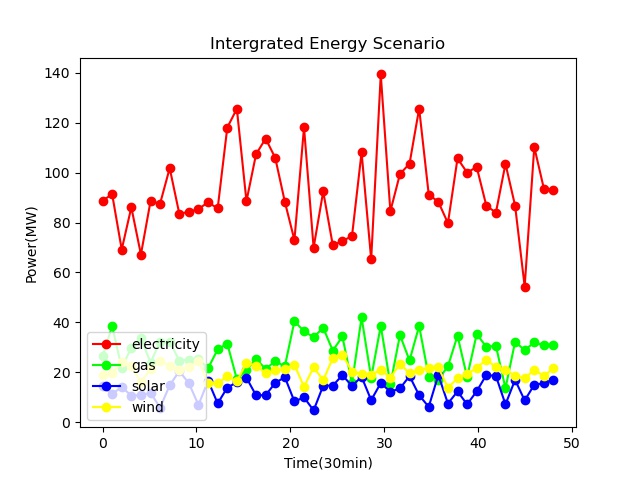 Intergrated Energy Scenario
Power(MW)
140
120
100
80
60
40
20
0
electricity
gas
solar
wind
0 10 20 30 40 50
Time(30min)